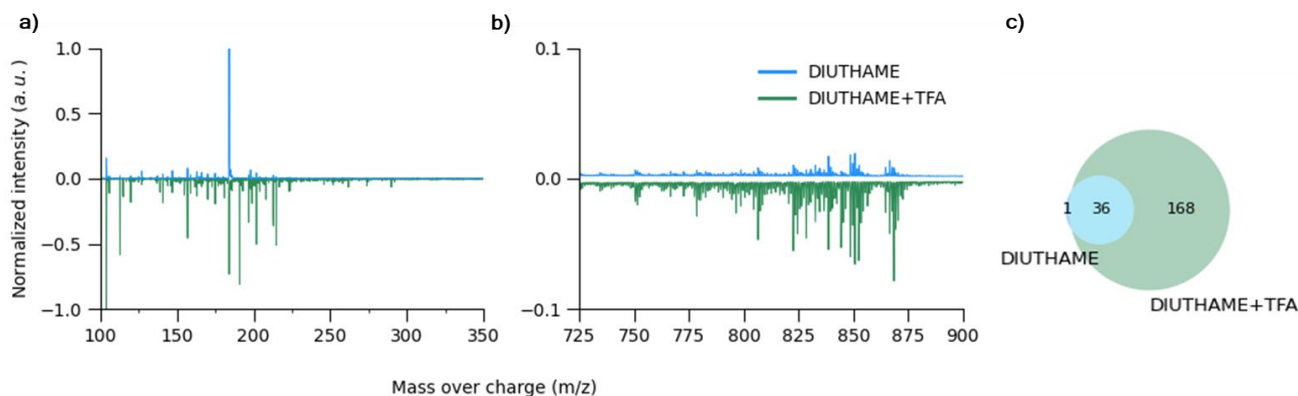 a)
b)
c)
Normalized intensity (a.u.)
1.0
0.5
0.0
−0.5
−1.0
100 150 200 250 300 350
0.1
0.0
−0.1
725 750 775 800 825 850 875 900
DIUTHAME
DIUTHAME+TFA
Mass over charge (m/z)
1 36 168
DIUTHAME
DIUTHAME+TFA